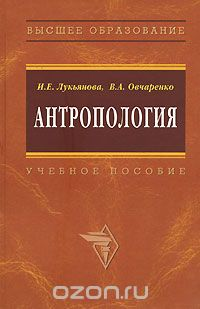 ВЫСШЕЕ ОБРАЗОВАНИЕ
И.Е. Лукьянова, В.А. Овчаренко
АНТРОПОЛОГИЯ
УЧЕБНОЕ ПОСОБИЕ
ozon.ru